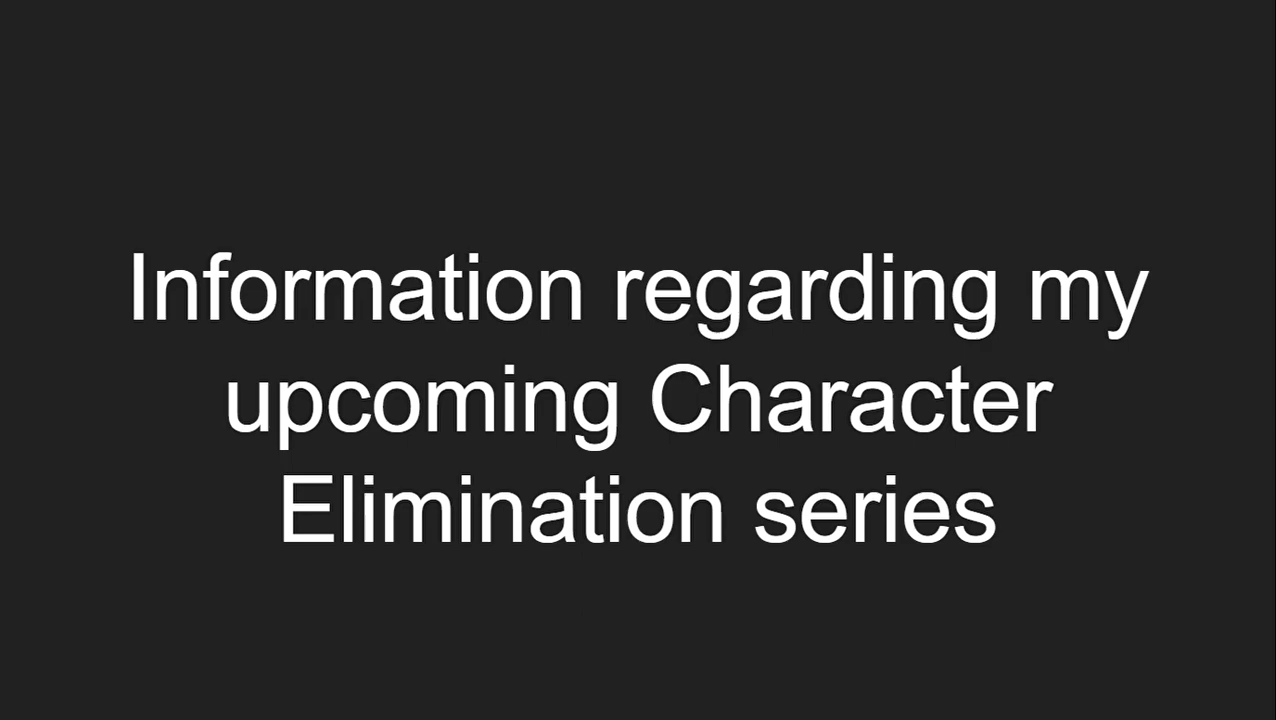 Information regarding my
upcoming Character
Elimination series